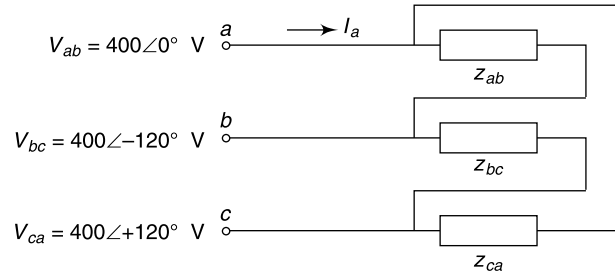 a
I_a
V_ab = 400∠0° V
z_ab
b
V_bc = 400∠−120° V
z_bc
c
V_ca = 400∠+120° V
z_ca